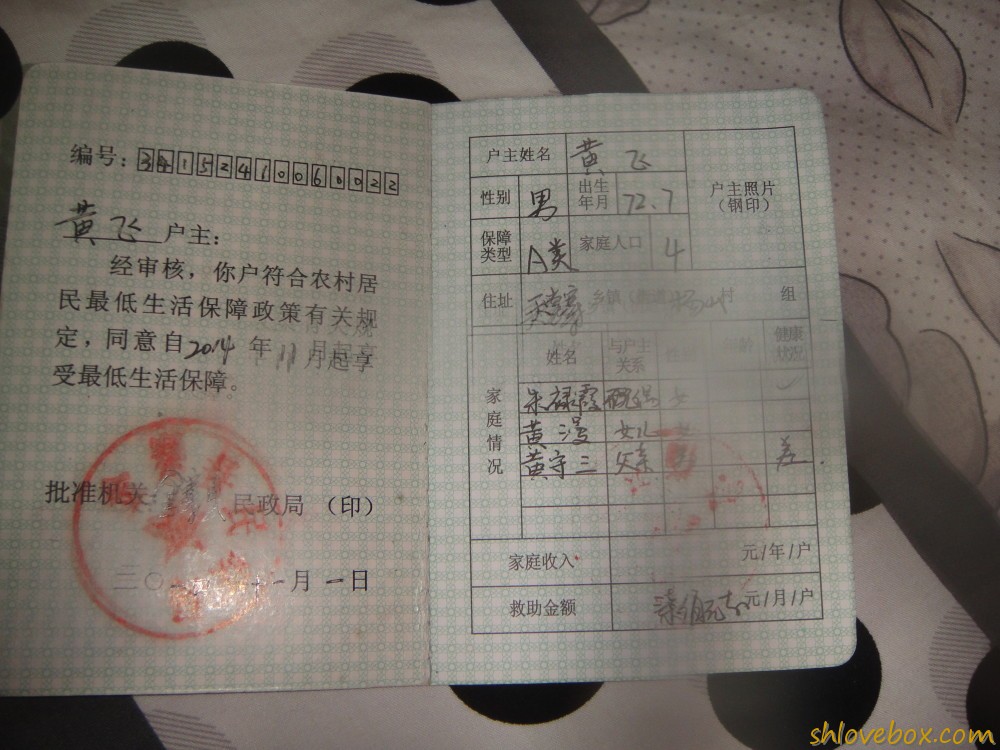 编号：34152410060022
黄飞 户主：
经审核，你户符合农村居
民最低生活保障政策有关规
定，同意自2014年11月起享
受最低生活保障。
批准机关 民政局 （印）
十一月一日
户主姓名 黄飞 户主照片
（钢印）
性别 男 出生
年月 72.7
保障
类型 A类 家庭人口 4
住址 乡镇 村 组
家庭情况 姓名 与户主
关系 健康
状况
朱禄霞 女
黄漫 女儿
黄守三 父亲 差
家庭收入 元/年/户
救助金额 元/月/户
shlovebox.com